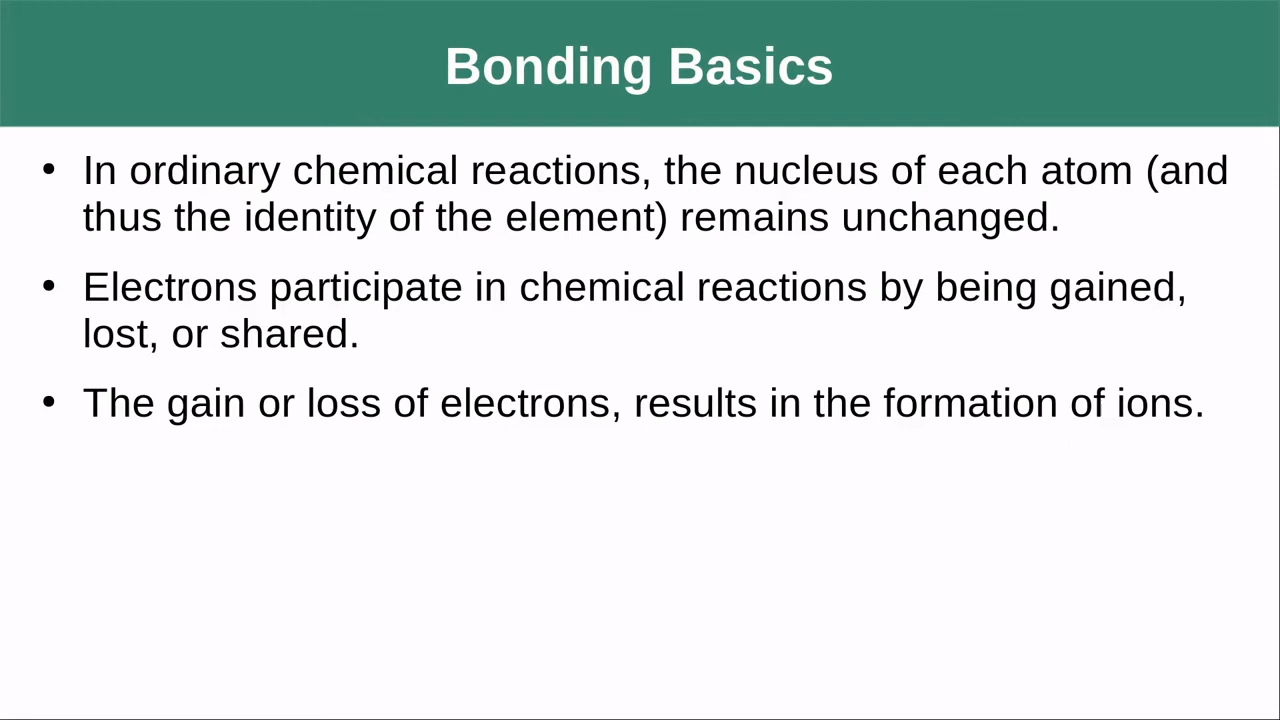 Bonding Basics
• In ordinary chemical reactions, the nucleus of each atom (and
thus the identity of the element) remains unchanged.
• Electrons participate in chemical reactions by being gained,
lost, or shared.
• The gain or loss of electrons, results in the formation of ions.